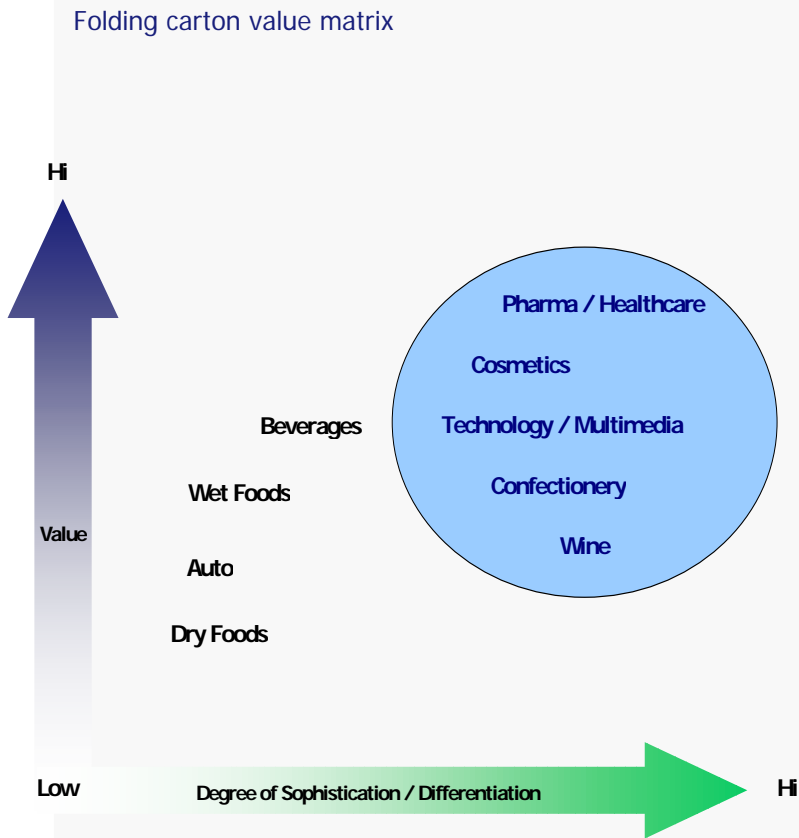 Folding carton value matrix
Hi
Pharma / Healthcare
Cosmetics
Beverages
Technology / Multimedia
Wet Foods
Confectionery
Value
Wine
Auto
Dry Foods
Low
Degree of Sophistication / Differentiation
Hi